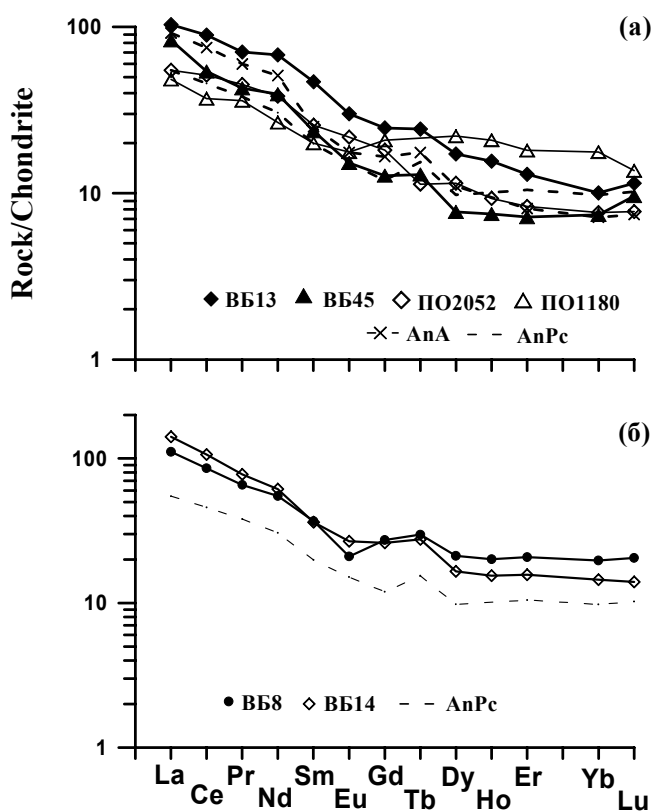 100
(а)
10
Rock/Chondrite
ВБ13 ВБ45 ПО2052 ПО1180
AnA AnPc
1
(б)
100
10
ВБ8 ВБ14 AnPc
1
La Ce Pr Nd Sm Eu Gd Tb Dy Ho Er Yb Lu